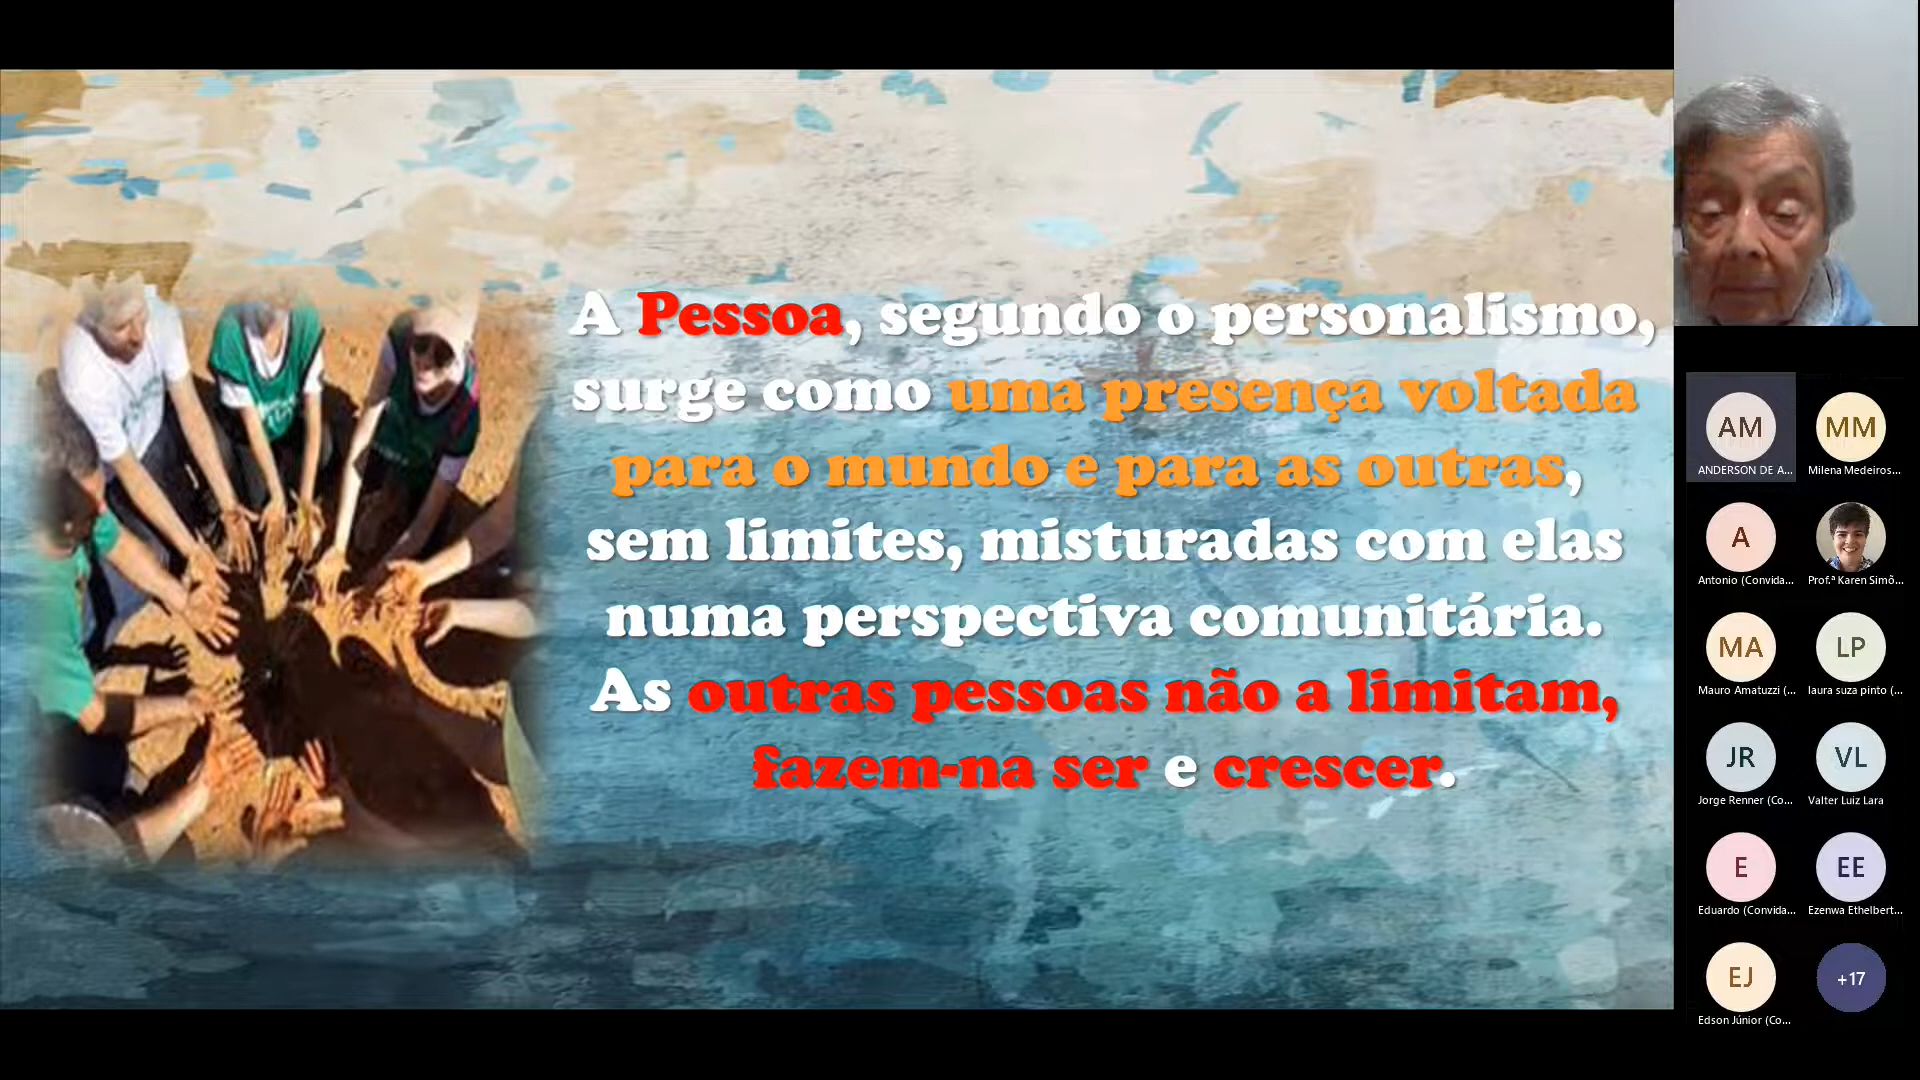 A Pessoa, segundo o personalismo,
surge como uma presença voltada
para o mundo e para as outras,
sem limites, misturadas com elas
numa perspectiva comunitária.
As outras pessoas não a limitam,
fazem-na ser e crescer.
AM
ANDERSON DE A...
MM
Milena Medeiros...
A
Antonio (Convida...
Prof.ª Karen Simõ...
MA
Mauro Amatuzzi (...
LP
laura suza pinto (...
JR
Jorge Renner (Co...
VL
Valter Luiz Lara
E
Eduardo (Convida...
EE
Ezenwa Ethelbert...
EJ
Edson Júnior (Co...
+17